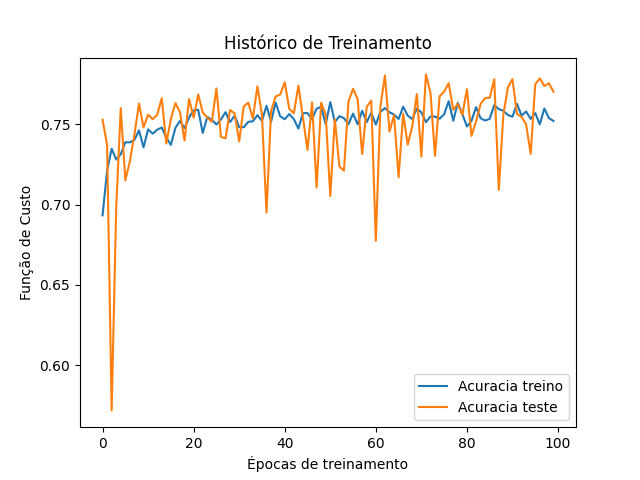 Histórico de Treinamento
Função de Custo
0.75
0.70
0.65
0.60
0
20
40
60
80
100
Épocas de treinamento
Acuracia treino
Acuracia teste